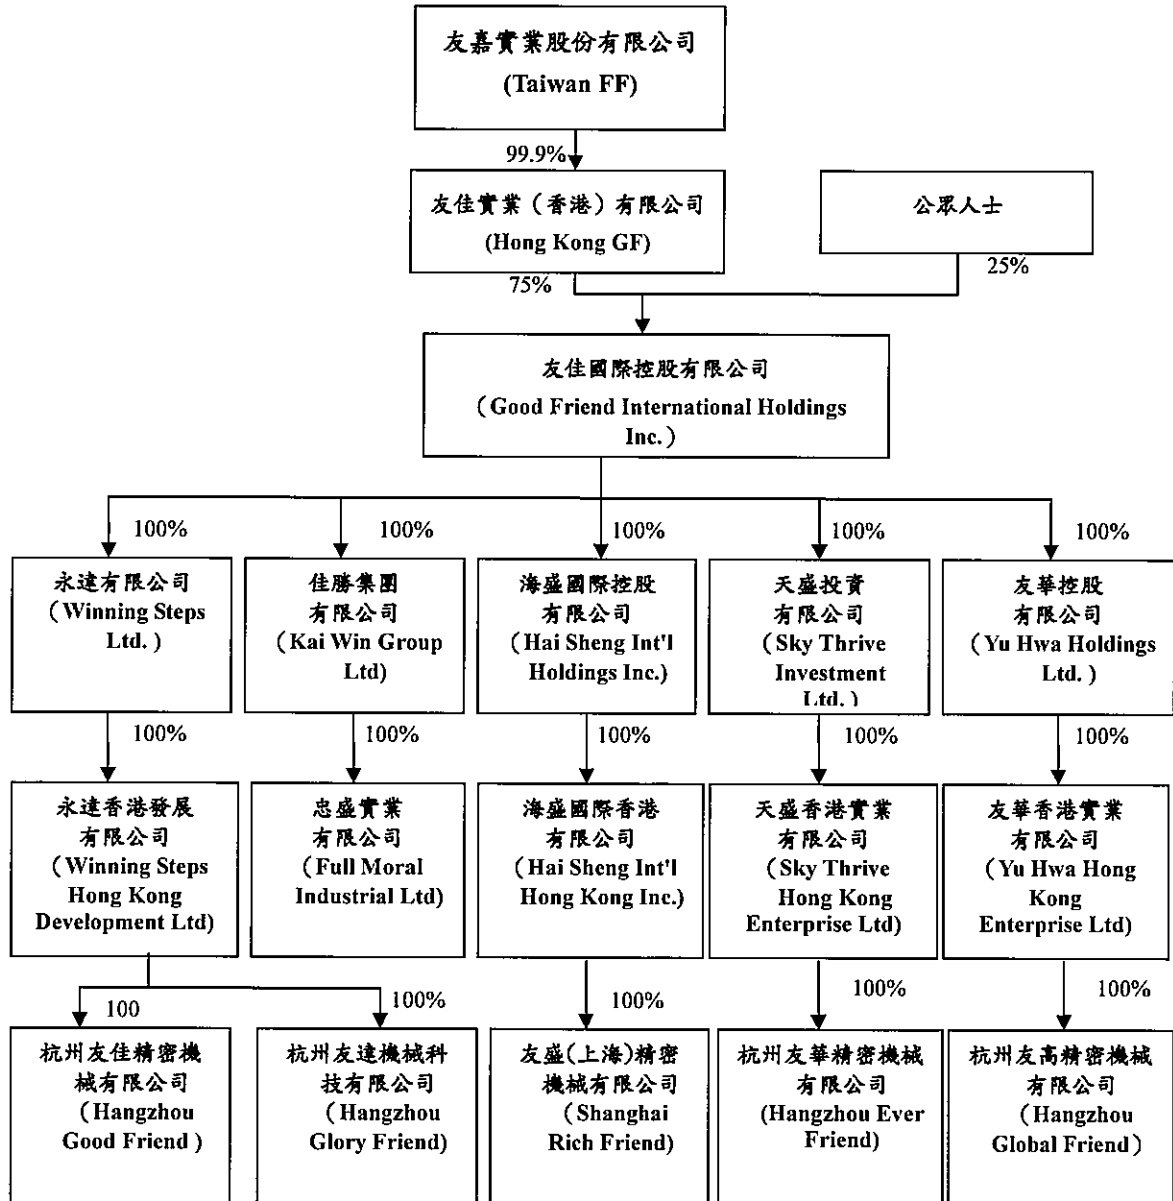 友嘉實業股份有限公司
(Taiwan FF)
99.9%
友佳實業（香港）有限公司
(Hong Kong GF)
公眾人士
75%
25%
友佳國際控股有限公司
（Good Friend International Holdings
Inc.）
100%
100%
100%
100%
100%
永達有限公司
（Winning Steps
Ltd.）
佳勝集團
有限公司
（Kai Win Group
Ltd)
海盛國際控股
有限公司
（Hai Sheng Int'l
Holdings Inc.)
天盛投資
有限公司
（Sky Thrive
Investment
Ltd.）
友華控股
有限公司
（Yu Hwa Holdings
Ltd.）
100%
100%
100%
100%
100%
永達香港發展
有限公司
（Winning Steps
Hong Kong
Development Ltd)
忠盛實業
有限公司
（Full Moral
Industrial Ltd)
海盛國際香港
有限公司
（Hai Sheng Int'l
Hong Kong Inc.)
天盛香港實業
有限公司
（Sky Thrive
Hong Kong
Enterprise Ltd)
友華香港實業
有限公司
（Yu Hwa Hong
Kong
Enterprise Ltd)
100
100%
100%
100%
100%
杭州友佳精密機
械有限公司
（Hangzhou
Good Friend )
杭州友達機械科
技有限公司
（Hangzhou
Glory Friend)
友盛(上海)精密
機械有限公司
（Shanghai
Rich Friend)
杭州友華精密機械
有限公司
(Hangzhou Ever
Friend)
杭州友高精密機械
有限公司
（Hangzhou
Global Friend）